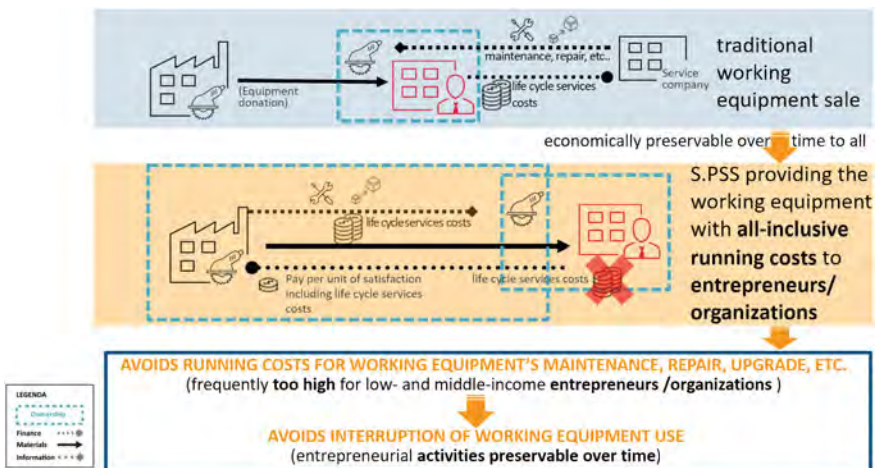 maintenance, repair, etc..
traditional
working
equipment sale
Service
company
(Equipment
donation)
life cycle services
costs
economically preservable over time to all
S.PSS providing the
working equipment
with all-inclusive
running costs to
entrepreneurs/
organizations
life cycle services costs
Pay per unit of satisfaction
including life cycle services
costs
life cycle services costs
AVOIDS RUNNING COSTS FOR WORKING EQUIPMENT'S MAINTENANCE, REPAIR, UPGRADE, ETC.
(frequently too high for low- and middle-income entrepreneurs /organizations )
AVOIDS INTERRUPTION OF WORKING EQUIPMENT USE
(entrepreneurial activities preservable over time)
LEGENDA
Ownership
Finance
Materials
Information